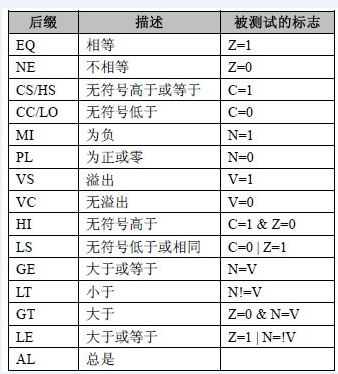 后缀 描述 被测试的标志
EQ 相等 Z=1
NE 不相等 Z=0
CS/HS 无符号高于或等于 C=1
CC/LO 无符号低于 C=0
MI 为负 N=1
PL 为正或零 N=0
VS 溢出 V=1
VC 无溢出 V=0
HI 无符号高于 C=1 & Z=0
LS 无符号低于或相同 C=0 | Z=1
GE 大于或等于 N=V
LT 小于 N!=V
GT 大于 Z=0 & N=V
LE 大于或等于 Z=1 | N=!V
AL 总是